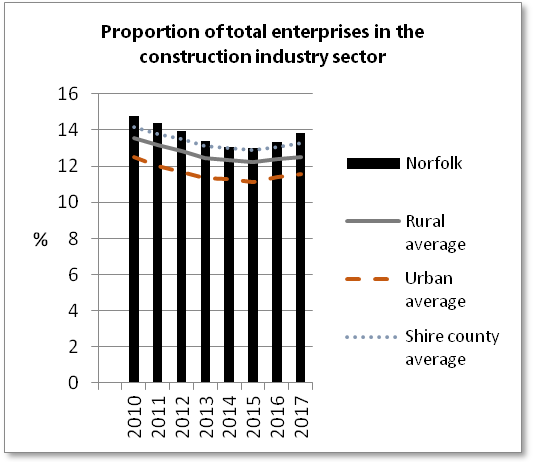 Proportion of total enterprises in the
construction industry sector
16
14
12
10
8
6
4
2
0
%
2010
2011
2012
2013
2014
2015
2016
2017
Norfolk
Rural
average
Urban
average
Shire county
average